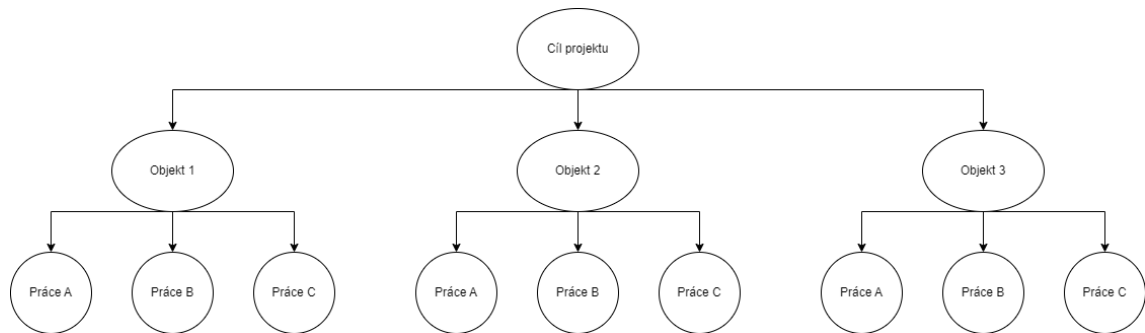 Cíl projektu
Objekt 1
Objekt 2
Objekt 3
Práce A
Práce B
Práce C
Práce A
Práce B
Práce C
Práce A
Práce B
Práce C